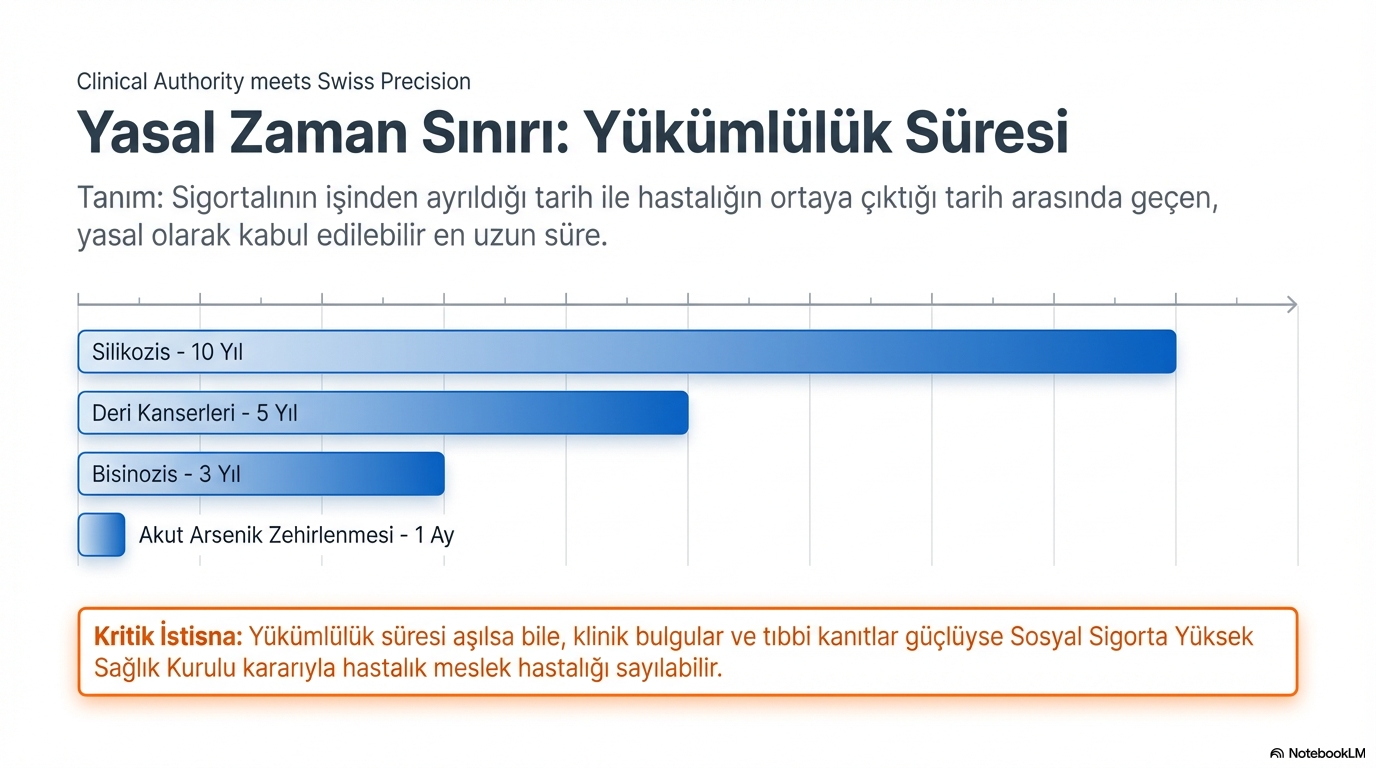 Clinical Authority meets Swiss Precision
Yasal Zaman Sınırı: Yükümlülük Süresi
Tanım: Sigortalının işinden ayrıldığı tarih ile hastalığın ortaya çıktığı tarih arasında geçen,
yasal olarak kabul edilebilir en uzun süre.
Silikozis - 10 Yıl
Deri Kanserleri - 5 Yıl
Bisinozis - 3 Yıl
Akut Arsenik Zehirlenmesi - 1 Ay
Kritik İstisna: Yükümlülük süresi aşılsa bile, klinik bulgular ve tıbbi kanıtlar güçlüyse Sosyal Sigorta Yüksek
Sağlık Kurulu kararıyla hastalık meslek hastalığı sayılabilir.
NotebookLM